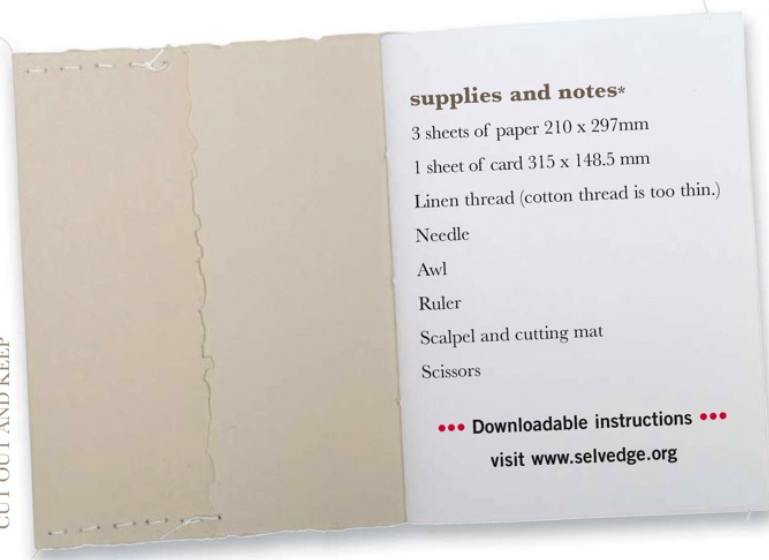 CUT OUT AND KEEP
supplies and notes*
3 sheets of paper 210 x 297mm
1 sheet of card 315 x 148.5 mm
Linen thread (cotton thread is too thin.)
Needle
Awl
Ruler
Scalpel and cutting mat
Scissors
••• Downloadable instructions •••
visit www.selvedge.org